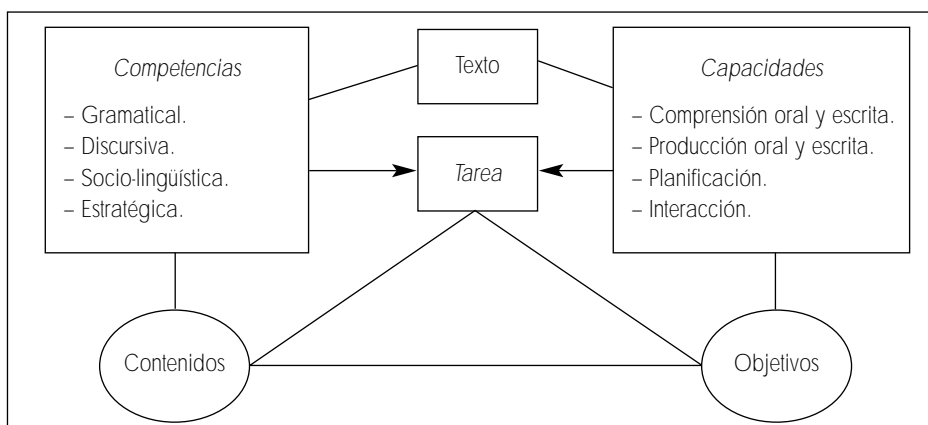 Competencias
– Gramatical.
– Discursiva.
– Socio-lingüística.
– Estratégica.
Texto
Tarea
Capacidades
– Comprensión oral y escrita.
– Producción oral y escrita.
– Planificación.
– Interacción.
Contenidos
Objetivos